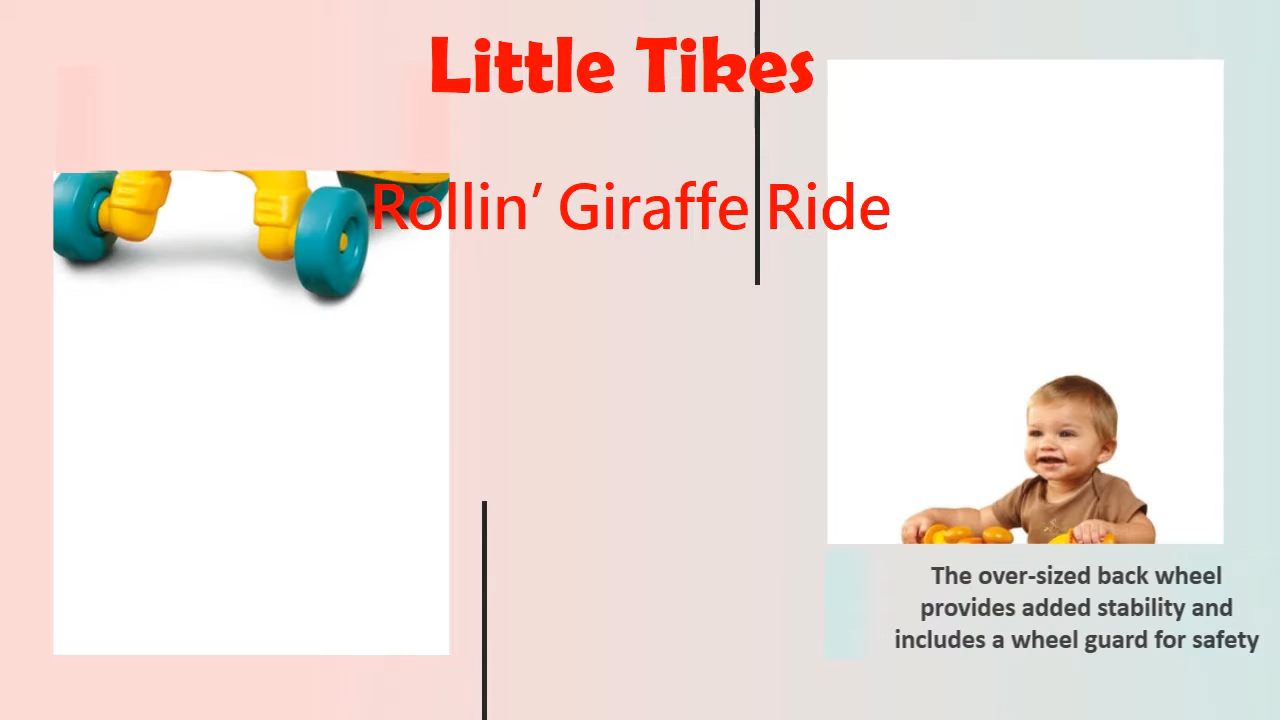 Little Tikes
Rollin’ Giraffe Ride
The over-sized back wheel
provides added stability and
includes a wheel guard for safety